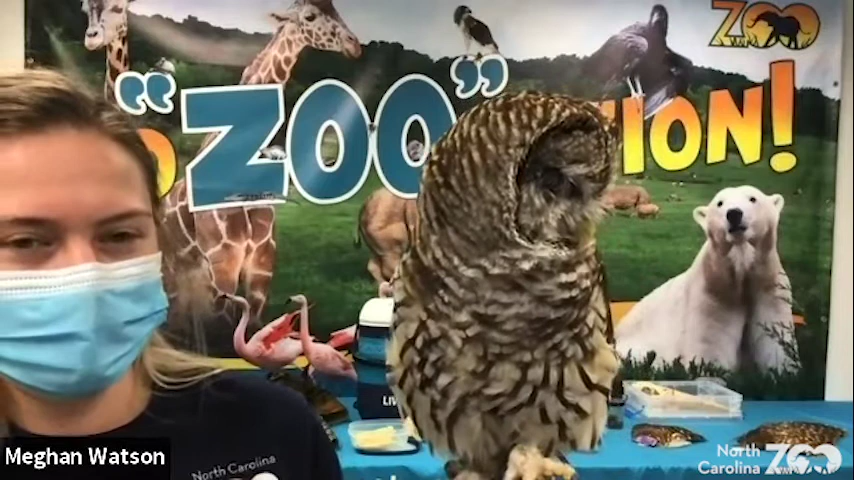 ZOO
"ZOO" ION!
LIV
Meghan Watson
North Carolina
North
Carolina ZOO